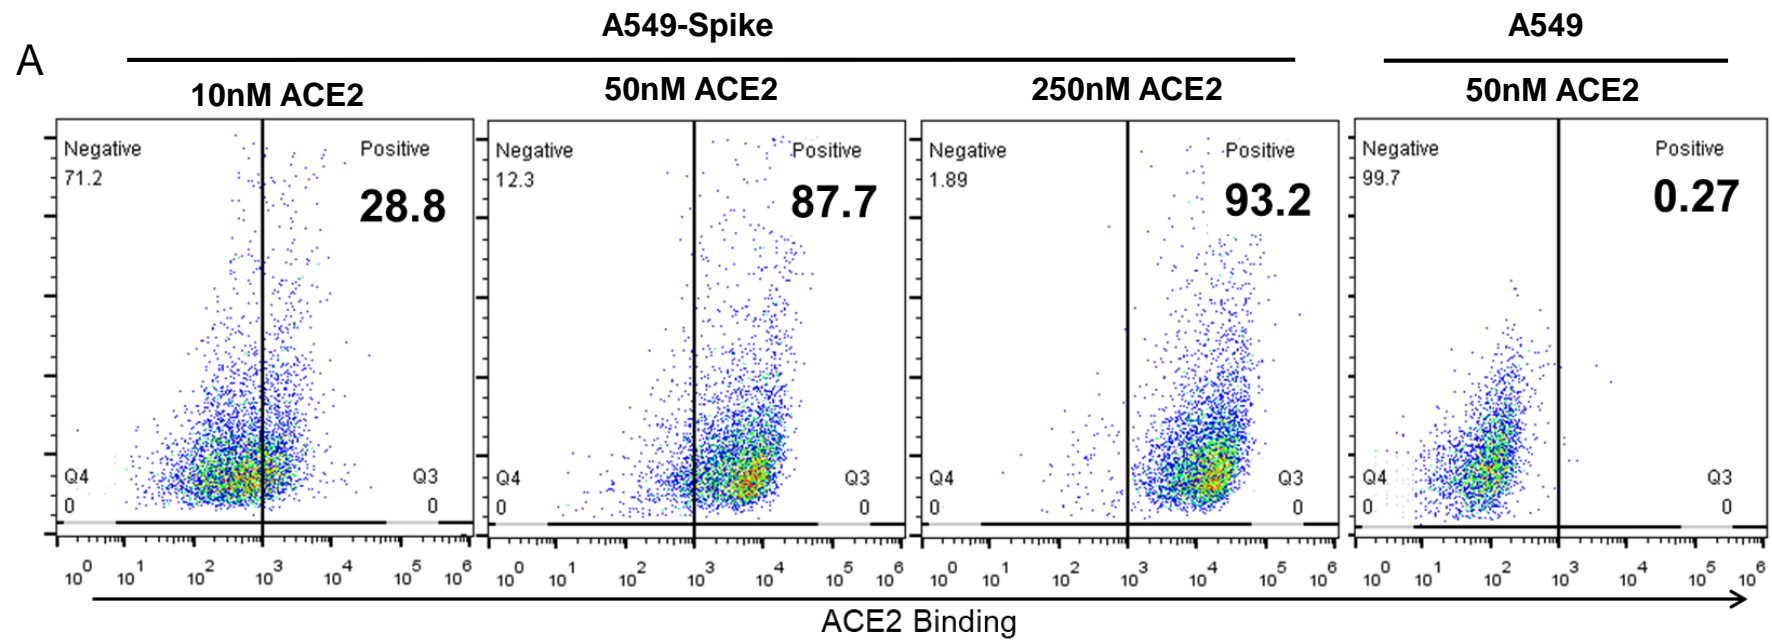 A
A549-Spike
A549
10nM ACE2
50nM ACE2
250nM ACE2
50nM ACE2
Negative
71.2
Positive
28.8
Q4
0
Q3
0
10^0 10^1 10^2 10^3 10^4 10^5 10^6
Negative
12.3
Positive
87.7
Q4
0
Q3
0
10^0 10^1 10^2 10^3 10^4 10^5 10^6
Negative
1.89
Positive
93.2
Q4
0
Q3
0
10^0 10^1 10^2 10^3 10^4 10^5 10^6
Negative
99.7
Positive
0.27
Q4
0
Q3
0
10^0 10^1 10^2 10^3 10^4 10^5 10^6
ACE2 Binding